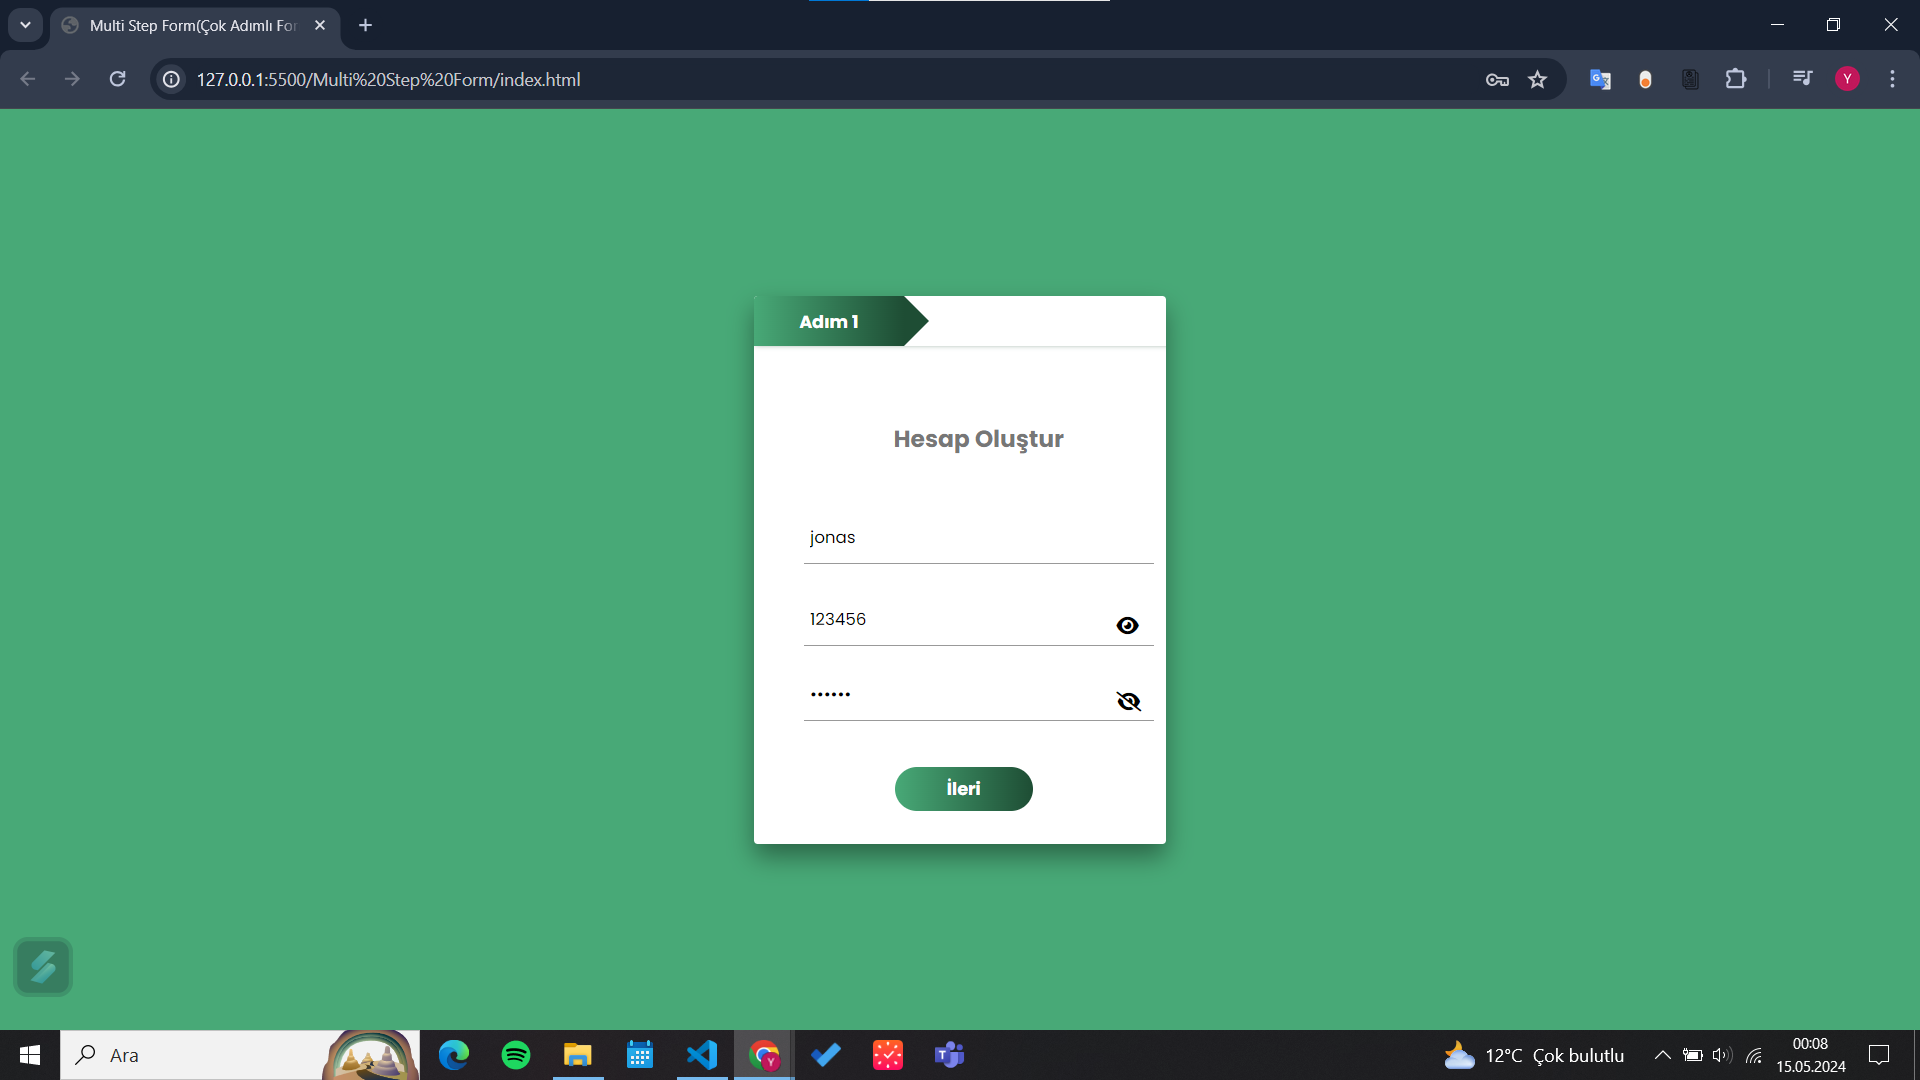 Multi Step Form(Çok Adımlı For
127.0.0.1:5500/Multi%20Step%20Form/index.html
Y
Adım 1
Hesap Oluştur
jonas
123456
••••••
İleri
Ara
12°C Çok bulutlu
00:08
15.05.2024